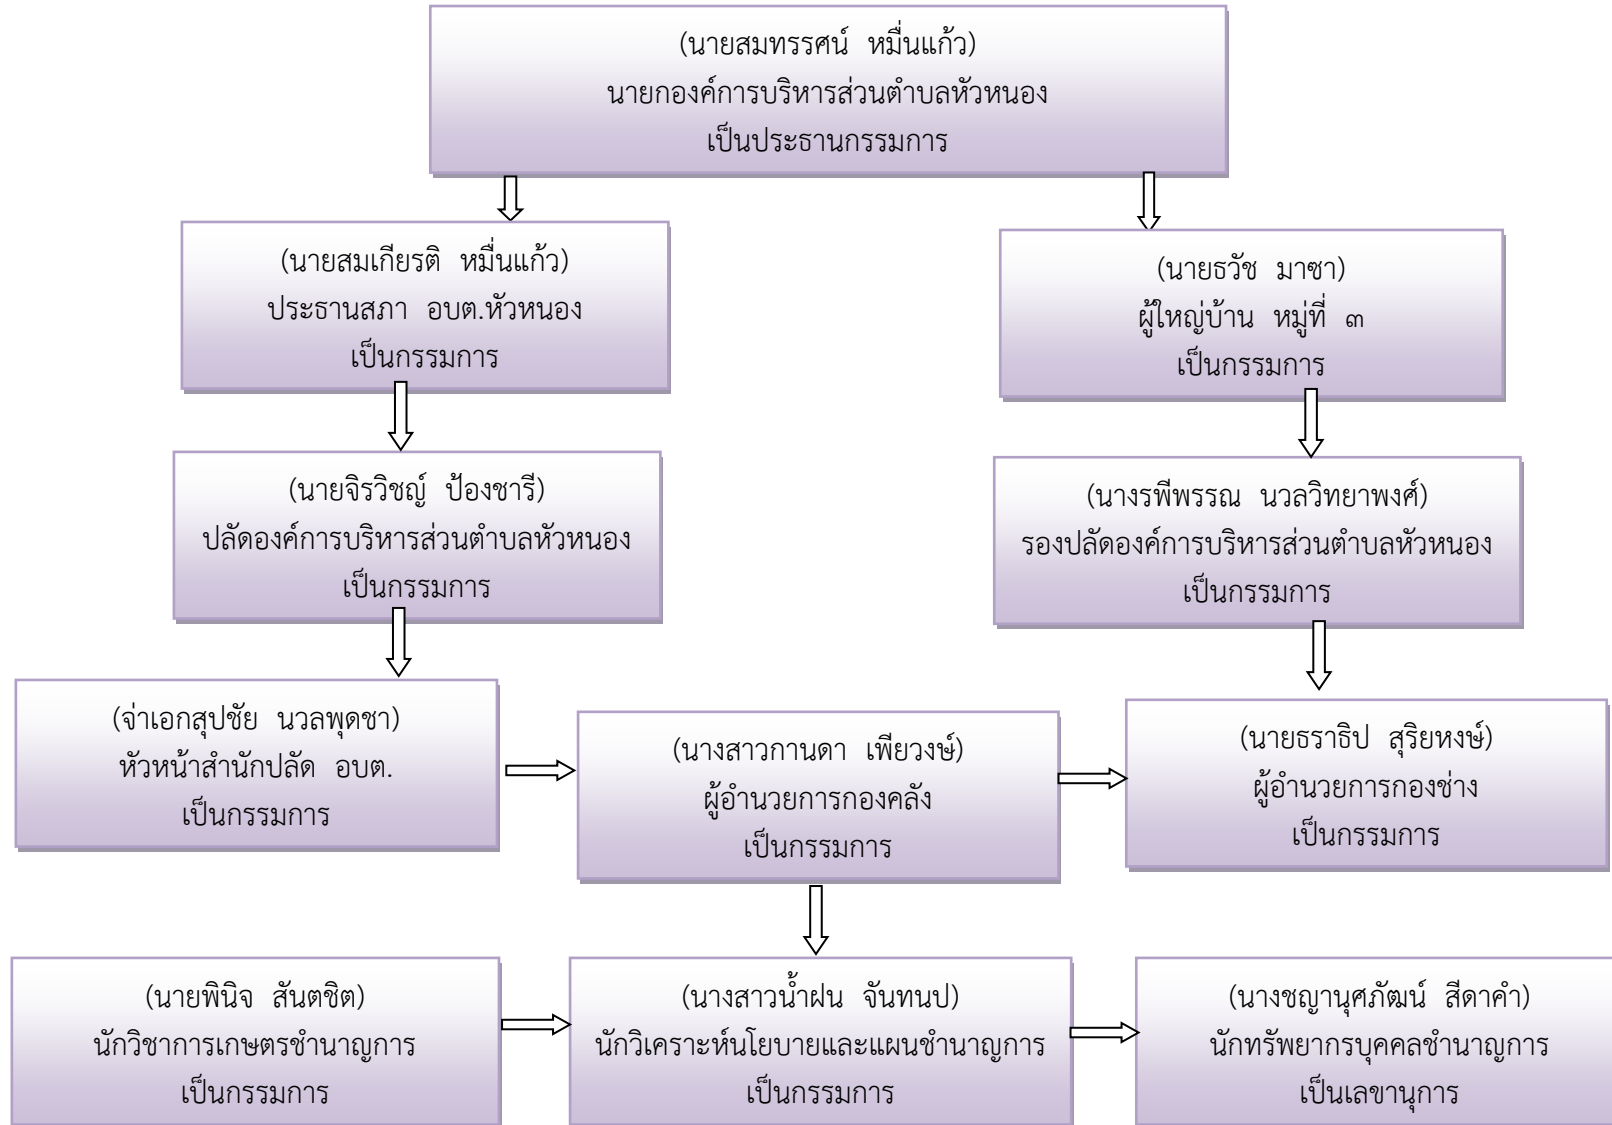 (นายสมทรรศน์ หมื่นแก้ว)
นายกองค์การบริหารส่วนตำบลหัวหนอง
เป็นประธานกรรมการ
(นายสมเกียรติ หมื่นแก้ว)
ประธานสภา อบต.หัวหนอง
เป็นกรรมการ
(นายธวัช มาซา)
ผู้ใหญ่บ้าน หมู่ที่ ๓
เป็นกรรมการ
(นายจิรวิชญ์ ป้องชารี)
ปลัดองค์การบริหารส่วนตำบลหัวหนอง
เป็นกรรมการ
(นางรพีพรรณ นวลวิทยาพงศ์)
รองปลัดองค์การบริหารส่วนตำบลหัวหนอง
เป็นกรรมการ
(จ่าเอกสุปชัย นวลพุดชา)
หัวหน้าสำนักปลัด อบต.
เป็นกรรมการ
(นางสาวกานดา เพียวงษ์)
ผู้อำนวยการกองคลัง
เป็นกรรมการ
(นายธราธิป สุริยหงษ์)
ผู้อำนวยการกองช่าง
เป็นกรรมการ
(นายพินิจ สันตชิต)
นักวิชาการเกษตรชำนาญการ
เป็นกรรมการ
(นางสาวน้ำฝน จันทนป)
นักวิเคราะห์นโยบายและแผนชำนาญการ
เป็นกรรมการ
(นางชญานุศภัฒน์ สีดาคำ)
นักทรัพยากรบุคคลชำนาญการ
เป็นเลขานุการ